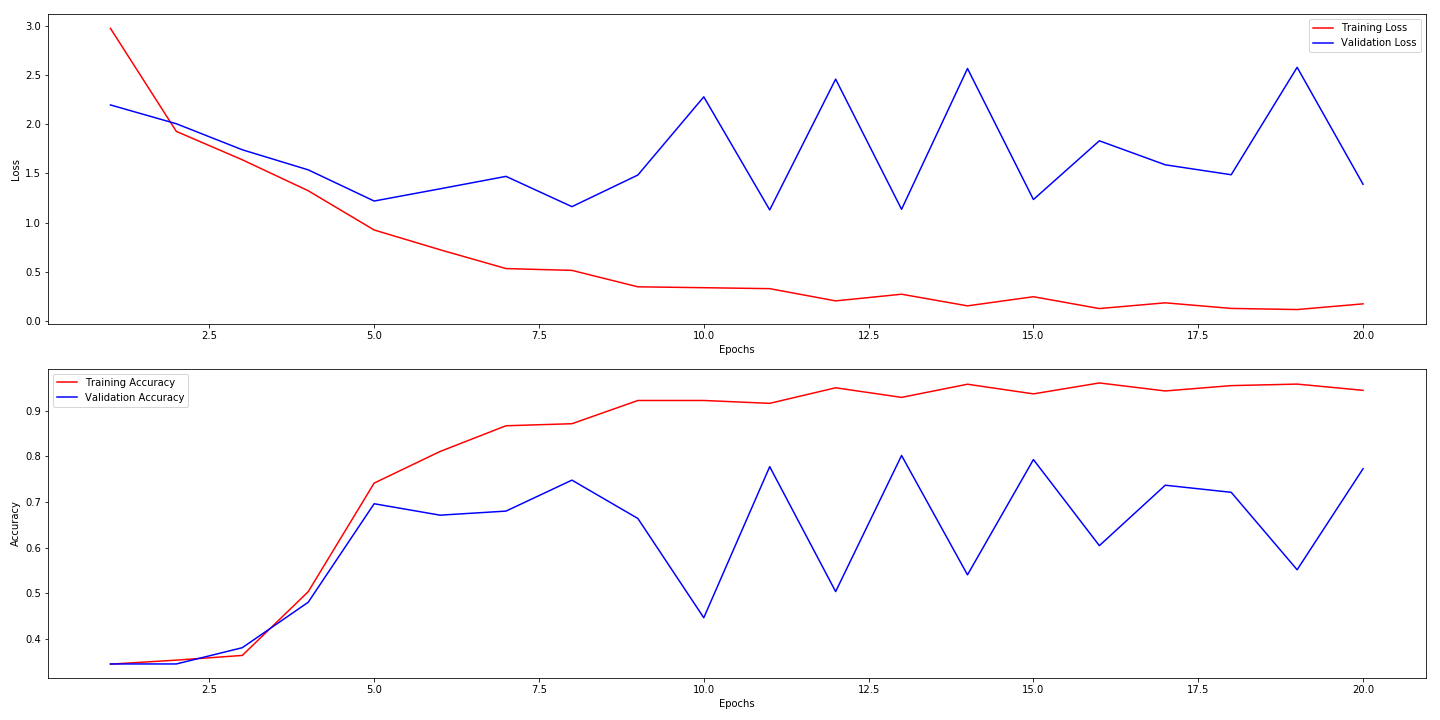 3.0
2.5
2.0
1.5
1.0
0.5
0.0
Loss
Training Loss
Validation Loss
2.5 5.0 7.5 10.0 12.5 15.0 17.5 20.0
Epochs
0.9
0.8
0.7
0.6
0.5
0.4
Accuracy
Training Accuracy
Validation Accuracy
2.5 5.0 7.5 10.0 12.5 15.0 17.5 20.0
Epochs